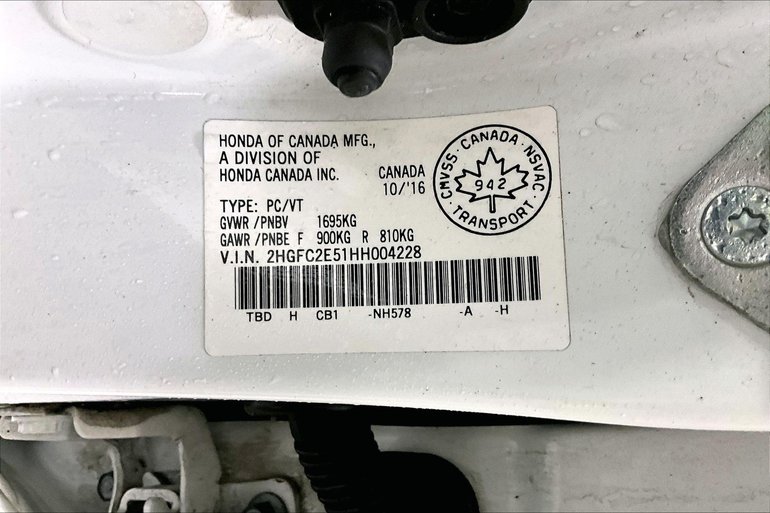 HONDA OF CANADA MFG.,
A DIVISION OF
HONDA CANADA INC.
CANADA
10/'16
CMVSS · CANADA · NSVAC
942
· TRANSPORT ·
TYPE: PC/VT
GVWR /PNBV 1695KG
GAWR /PNBE F 900KG R 810KG
V.I.N. 2HGFC2E51HH004228
TBD H CB1 -NH578 -A -H